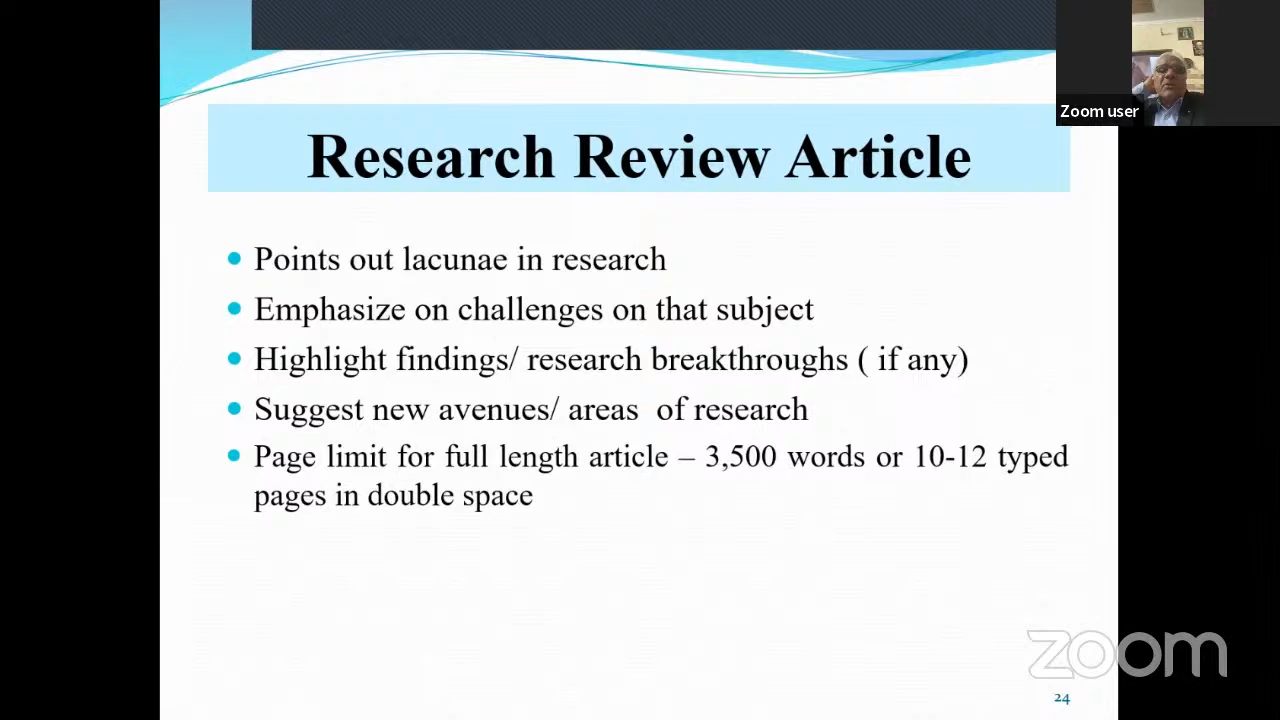 Zoom user
Research Review Article
Points out lacunae in research
Emphasize on challenges on that subject
Highlight findings/ research breakthroughs ( if any)
Suggest new avenues/ areas of research
Page limit for full length article – 3,500 words or 10-12 typed
pages in double space
zoom
24